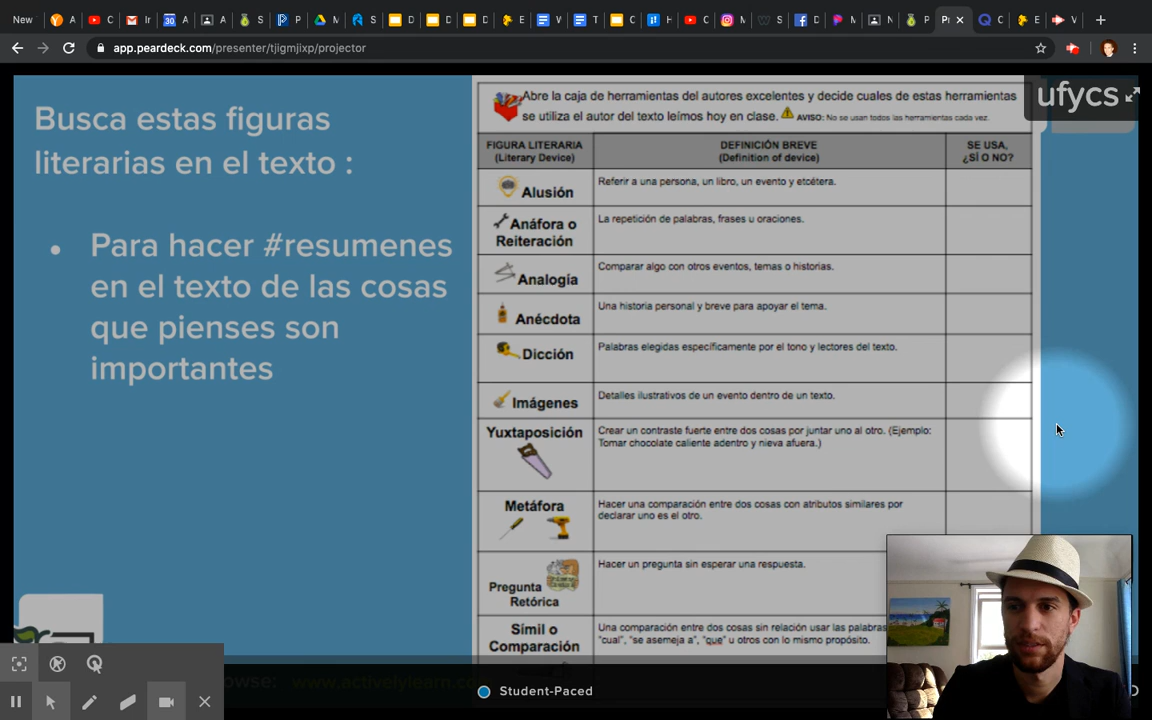 New
app.peardeck.com/presenter/tjigmjixp/projector
ufycs
Busca estas figuras
literarias en el texto :
• Para hacer #resumenes
en el texto de las cosas
que pienses son
importantes
Abre la caja de herramientas del autores excelentes y decide cuales de estas herramientas
se utiliza el autor del texto leímos hoy en clase. AVISO: No se usan todos las herramientas cada vez.
FIGURA LITERARIA
(Literary Device)
DEFINICIÓN BREVE
(Definition of device)
SE USA,
¿SÍ O NO?
Alusión
Referir a una persona, un libro, un evento y etcétera.
Anáfora o
Reiteración
La repetición de palabras, frases u oraciones.
Analogía
Comparar algo con otros eventos, temas o historias.
Anécdota
Una historia personal y breve para apoyar el tema.
Dicción
Palabras elegidas específicamente por el tono y lectores del texto.
Imágenes
Detalles ilustrativos de un evento dentro de un texto.
Yuxtaposición
Crear un contraste fuerte entre dos cosas por juntar uno al otro. (Ejemplo:
Tomar chocolate caliente adentro y nieva afuera.)
Metáfora
Hacer una comparación entre dos cosas con atributos similares por
declarar uno es el otro.
Pregunta
Retórica
Hacer un pregunta sin esperar una respuesta.
Símil o
Comparación
Una comparación entre dos cosas sin relación usar las palabras
"cual", "se asemeja a", "que" u otros con lo mismo propósito.
Student-Paced